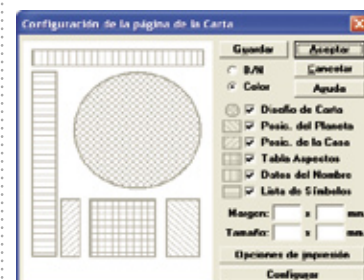 Configuración de la página de la Carta
Guardar Aceptar
B/N Cancelar
Color Ayuda
Diseño de Carta
Posic. del Planeta
Posic. de la Casa
Tabla Aspectos
Datos del Nombre
Lista de Símbolos
Margen: x mm
Tamaño: x mm
Opciones de impresión
Configurar